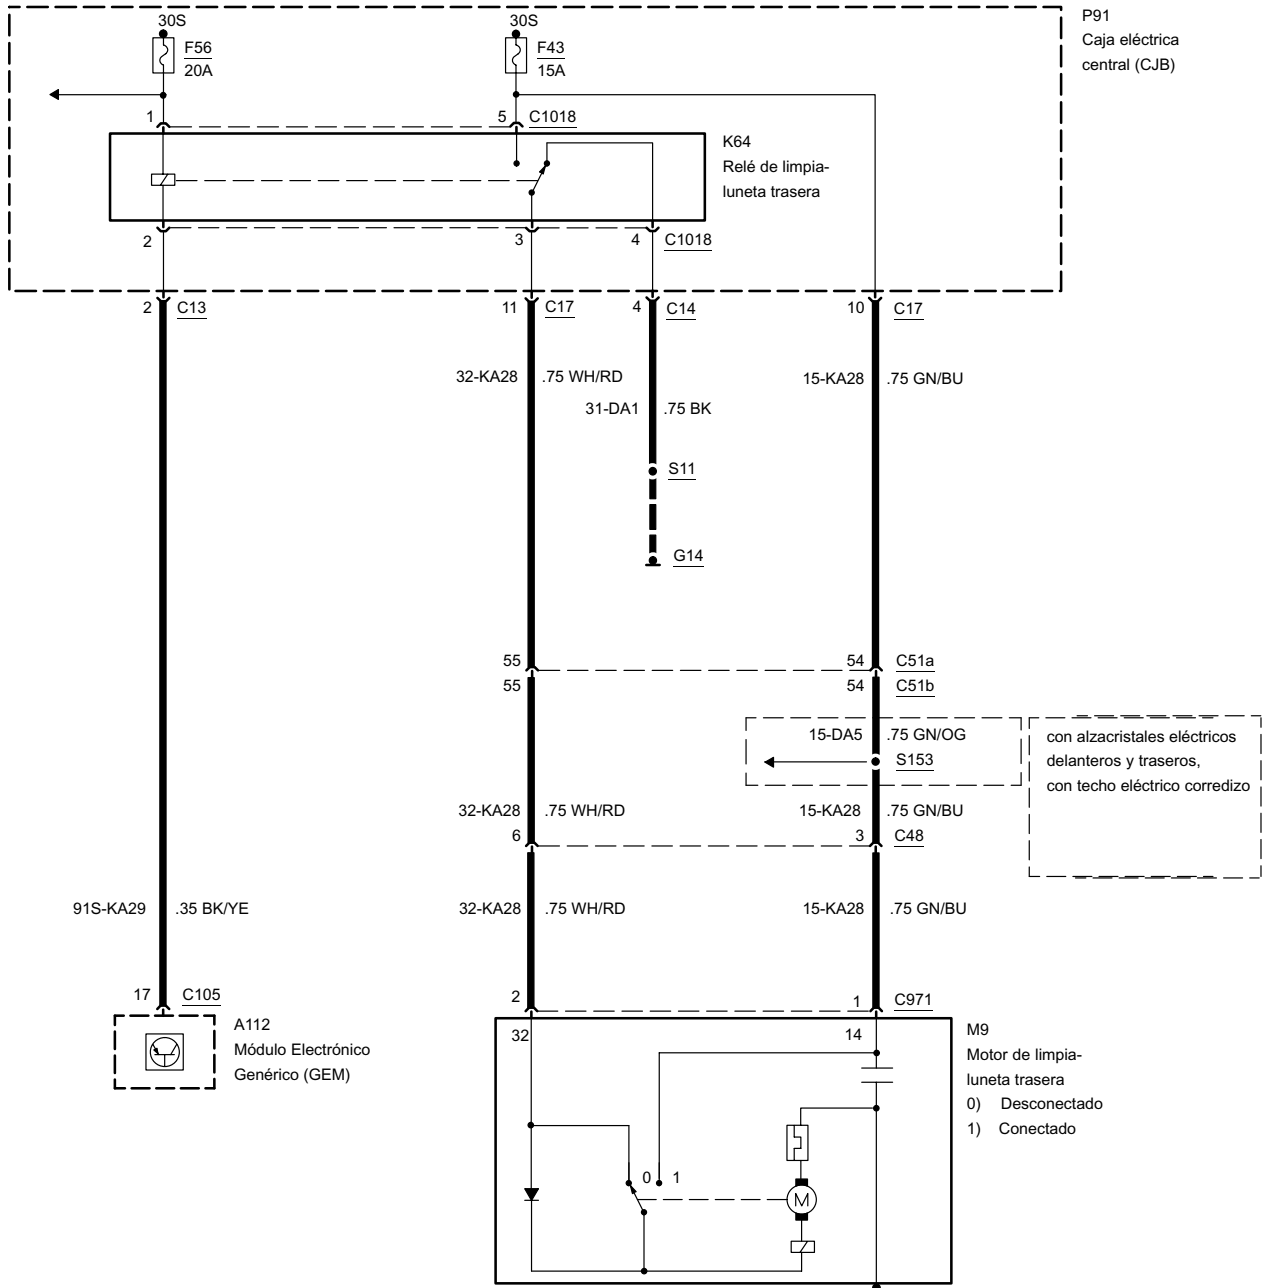 30S
30S
P91
Caja eléctrica
central (CJB)
F56
20A
F43
15A
1
5
C1018
K64
Relé de limpia-
luneta trasera
2
3
4
C1018
2
C13
11
C17
4
C14
10
C17
32-KA28
.75 WH/RD
15-KA28
.75 GN/BU
31-DA1
.75 BK
S11
G14
55
54
C51a
55
54
C51b
15-DA5
.75 GN/OG
S153
con alzacristales eléctricos
delanteros y traseros,
con techo eléctrico corredizo
32-KA28
.75 WH/RD
15-KA28
.75 GN/BU
6
3
C48
91S-KA29
.35 BK/YE
32-KA28
.75 WH/RD
15-KA28
.75 GN/BU
17
C105
2
1
C971
A112
Módulo Electrónico
Genérico (GEM)
32
14
M9
Motor de limpia-
luneta trasera
0) Desconectado
1) Conectado
0
1
M